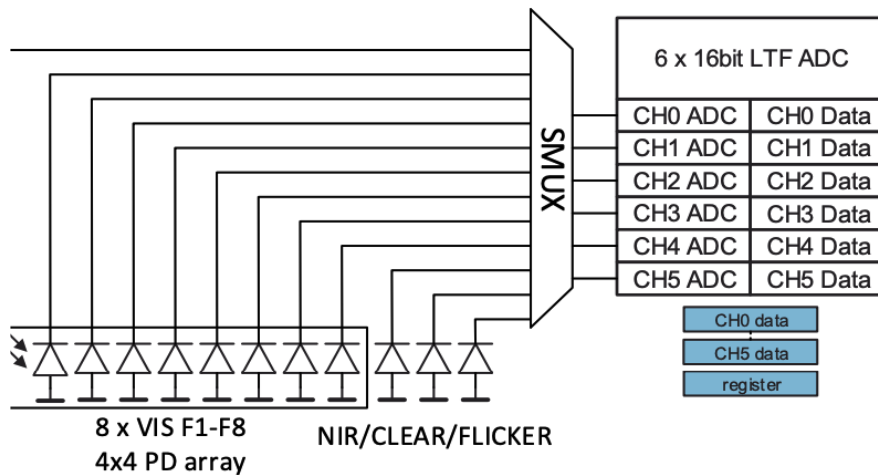 6 x 16bit LTF ADC
SMUX
CH0 ADC CH0 Data
CH1 ADC CH1 Data
CH2 ADC CH2 Data
CH3 ADC CH3 Data
CH4 ADC CH4 Data
CH5 ADC CH5 Data
CH0 data
CH5 data
register
8 x VIS F1-F8
4x4 PD array
NIR/CLEAR/FLICKER